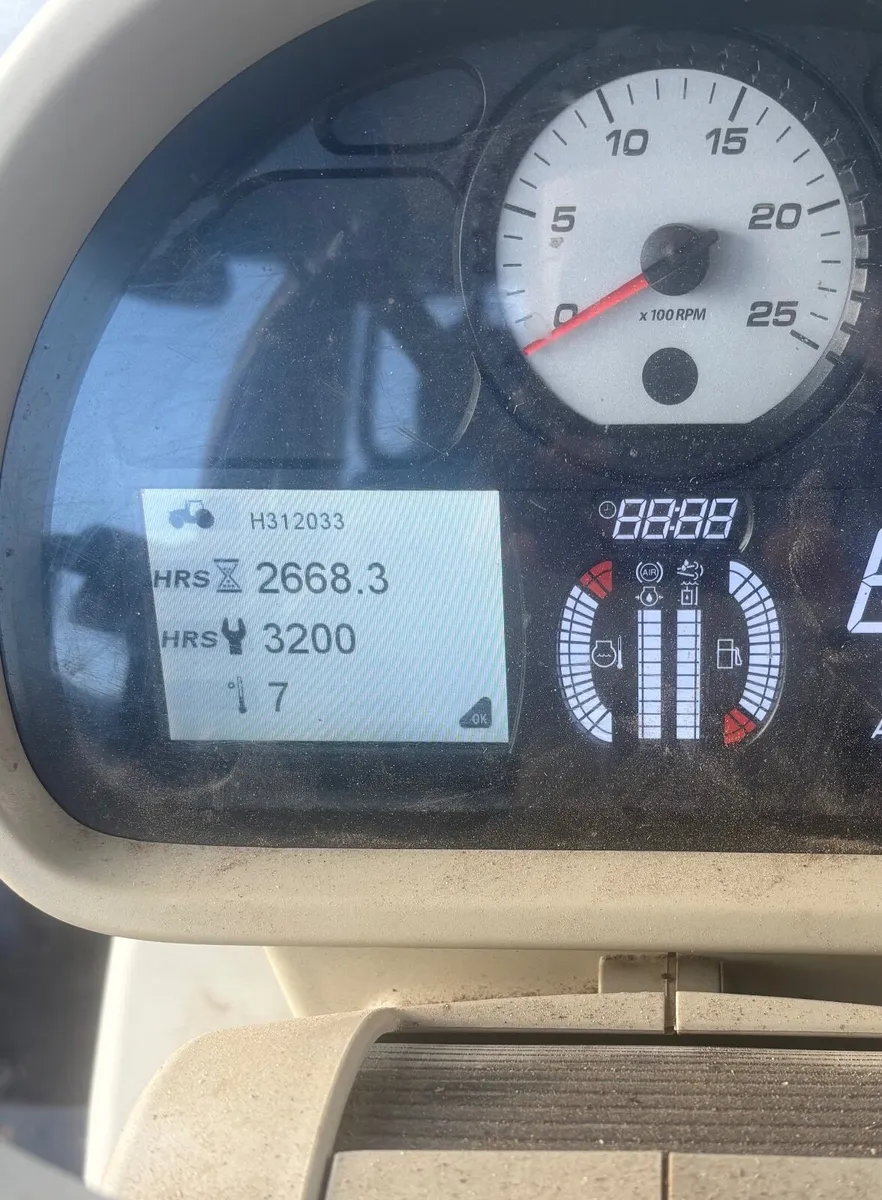 10 15
5 20
0 25
x 100 RPM
H312033
HRS 2668.3
HRS 3200
° 7
OK
88:88
AIR